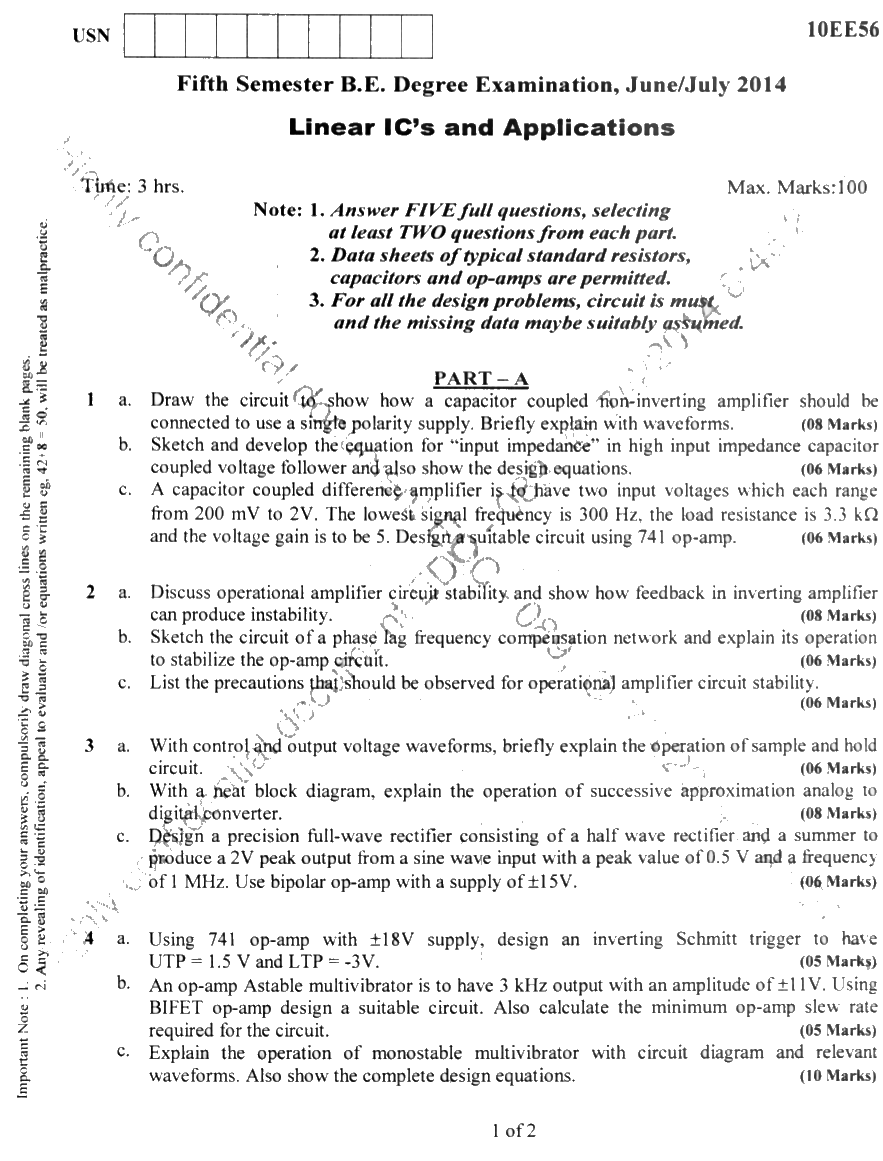 10EE56
USN
Fifth Semester B.E. Degree Examination, June/July 2014
Linear IC's and Applications
Time: 3 hrs.
Max. Marks:100
Note: 1. Answer FIVE full questions, selecting
at least TWO questions from each part.
2. Data sheets of typical standard resistors,
capacitors and op-amps are permitted.
3. For all the design problems, circuit is must
and the missing data maybe suitably assumed.
PART – A
1 a. Draw the circuit to show how a capacitor coupled non-inverting amplifier should be
connected to use a single polarity supply. Briefly explain with waveforms. (08 Marks)
b. Sketch and develop the equation for "input impedance" in high input impedance capacitor
coupled voltage follower and also show the design equations. (06 Marks)
c. A capacitor coupled difference amplifier is to have two input voltages which each range
from 200 mV to 2V. The lowest signal frequency is 300 Hz, the load resistance is 3.3 kΩ
and the voltage gain is to be 5. Design a suitable circuit using 741 op-amp. (06 Marks)
2 a. Discuss operational amplifier circuit stability and show how feedback in inverting amplifier
can produce instability. (08 Marks)
b. Sketch the circuit of a phase lag frequency compensation network and explain its operation
to stabilize the op-amp circuit. (06 Marks)
c. List the precautions that should be observed for operational amplifier circuit stability.
(06 Marks)
3 a. With control and output voltage waveforms, briefly explain the operation of sample and hold
circuit. (06 Marks)
b. With a neat block diagram, explain the operation of successive approximation analog to
digital converter. (08 Marks)
c. Design a precision full-wave rectifier consisting of a half wave rectifier and a summer to
produce a 2V peak output from a sine wave input with a peak value of 0.5 V and a frequency
of 1 MHz. Use bipolar op-amp with a supply of ±15V. (06 Marks)
4 a. Using 741 op-amp with ±18V supply, design an inverting Schmitt trigger to have
UTP = 1.5 V and LTP = -3V. (05 Marks)
b. An op-amp Astable multivibrator is to have 3 kHz output with an amplitude of ±11V. Using
BIFET op-amp design a suitable circuit. Also calculate the minimum op-amp slew rate
required for the circuit. (05 Marks)
c. Explain the operation of monostable multivibrator with circuit diagram and relevant
waveforms. Also show the complete design equations. (10 Marks)
1 of 2
Important Note : 1. On completing your answers, compulsorily draw diagonal cross lines on the remaining blank pages.
2. Any revealing of identification, appeal to evaluator and /or equations written eg, 42+8 = 50, will be treated as malpractice.
Highly confidential